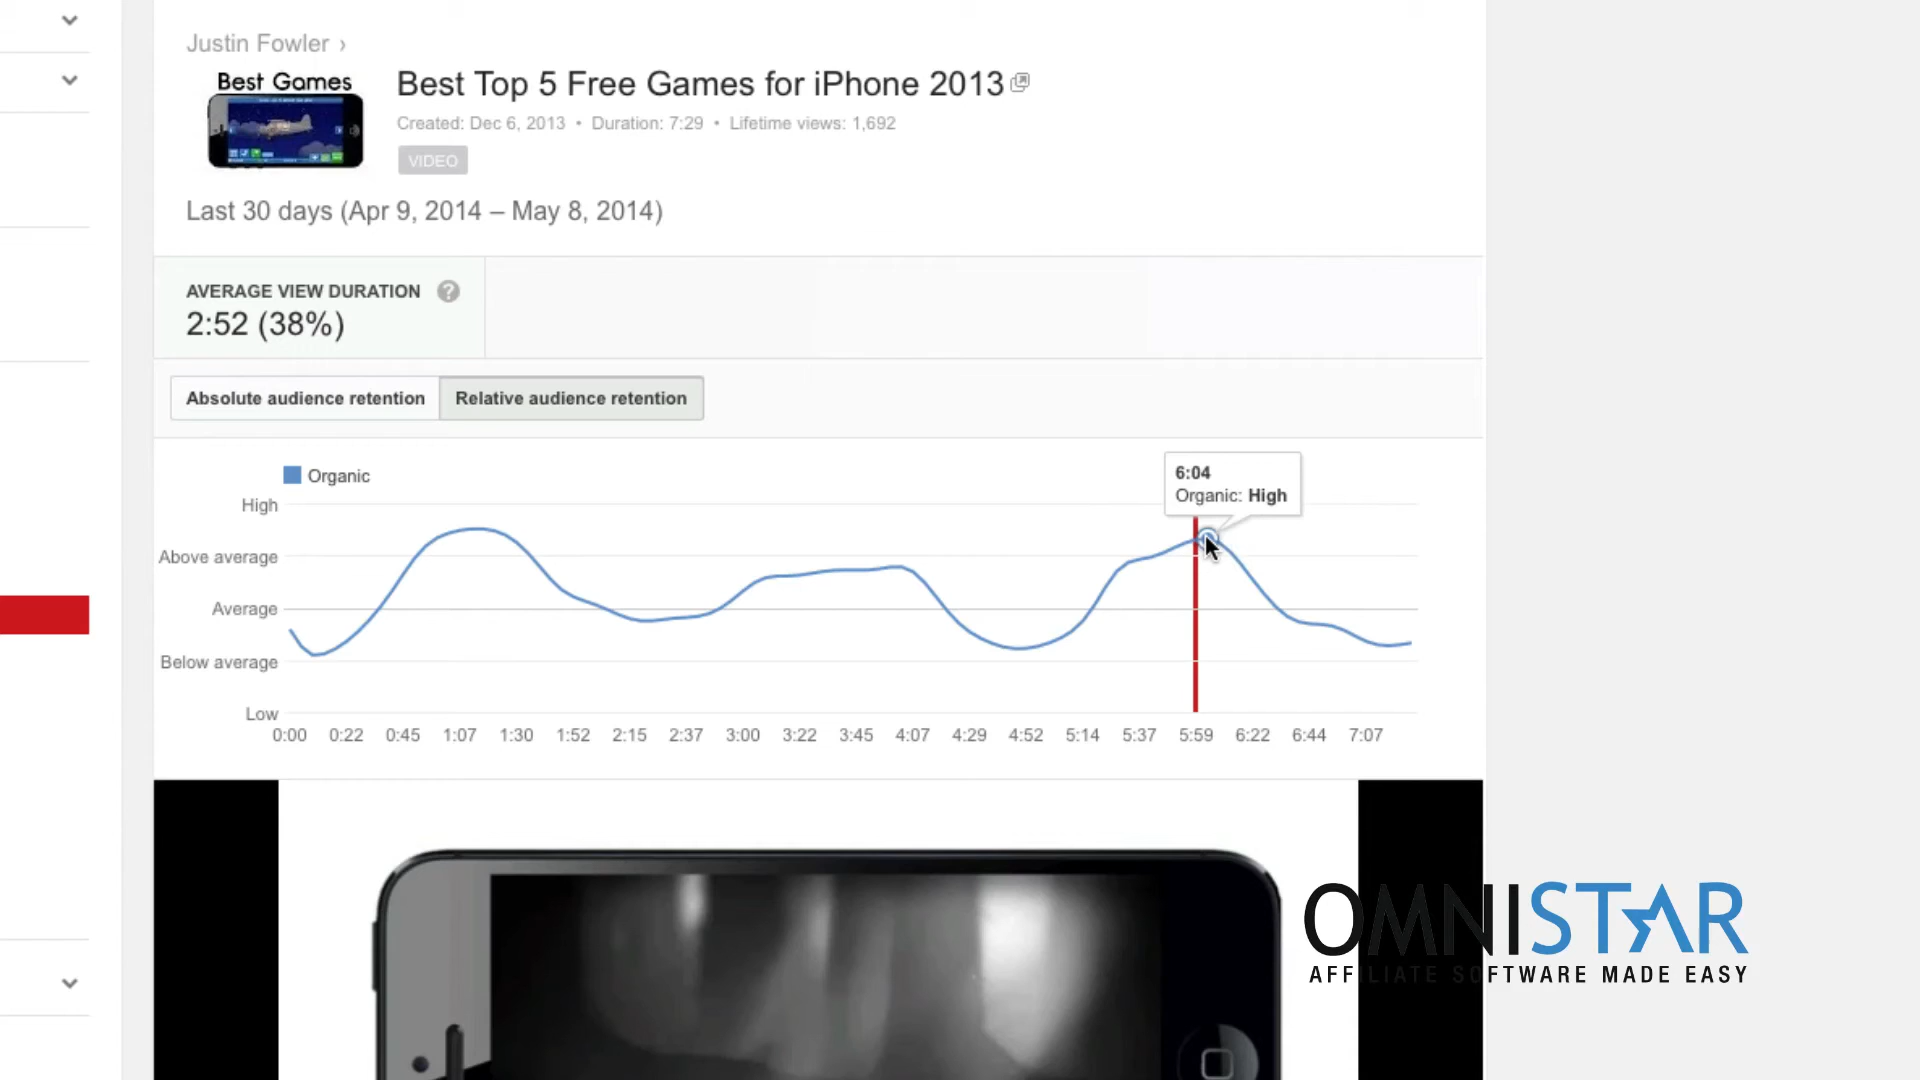 Justin Fowler ›
Best Games
Best Top 5 Free Games for iPhone 2013
Created: Dec 6, 2013 • Duration: 7:29 • Lifetime views: 1,692
VIDEO
Last 30 days (Apr 9, 2014 – May 8, 2014)
AVERAGE VIEW DURATION ?
2:52 (38%)
Absolute audience retention Relative audience retention
6:04
Organic: High
Organic
High
Above average
Average
Below average
Low
0:00 0:22 0:45 1:07 1:30 1:52 2:15 2:37 3:00 3:22 3:45 4:07 4:29 4:52 5:14 5:37 5:59 6:22 6:44 7:07
OMNISTAR
AFFILIATE SOFTWARE MADE EASY